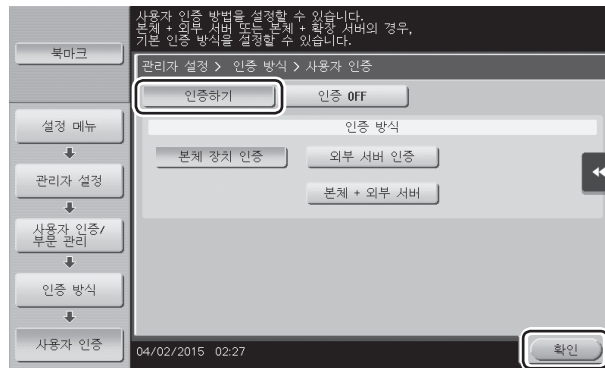 사용자 인증 방법을 설정할 수 있습니다.
본체 + 외부 서버 또는 본체 + 확장 서버의 경우,
기본 인증 방식을 설정할 수 있습니다.
북마크
관리자 설정 > 인증 방식 > 사용자 인증
인증하기
인증 OFF
인증 방식
설정 메뉴
본체 장치 인증
외부 서버 인증
관리자 설정
본체 + 외부 서버
사용자 인증/
부문 관리
인증 방식
사용자 인증
04/02/2015 02:27
확인